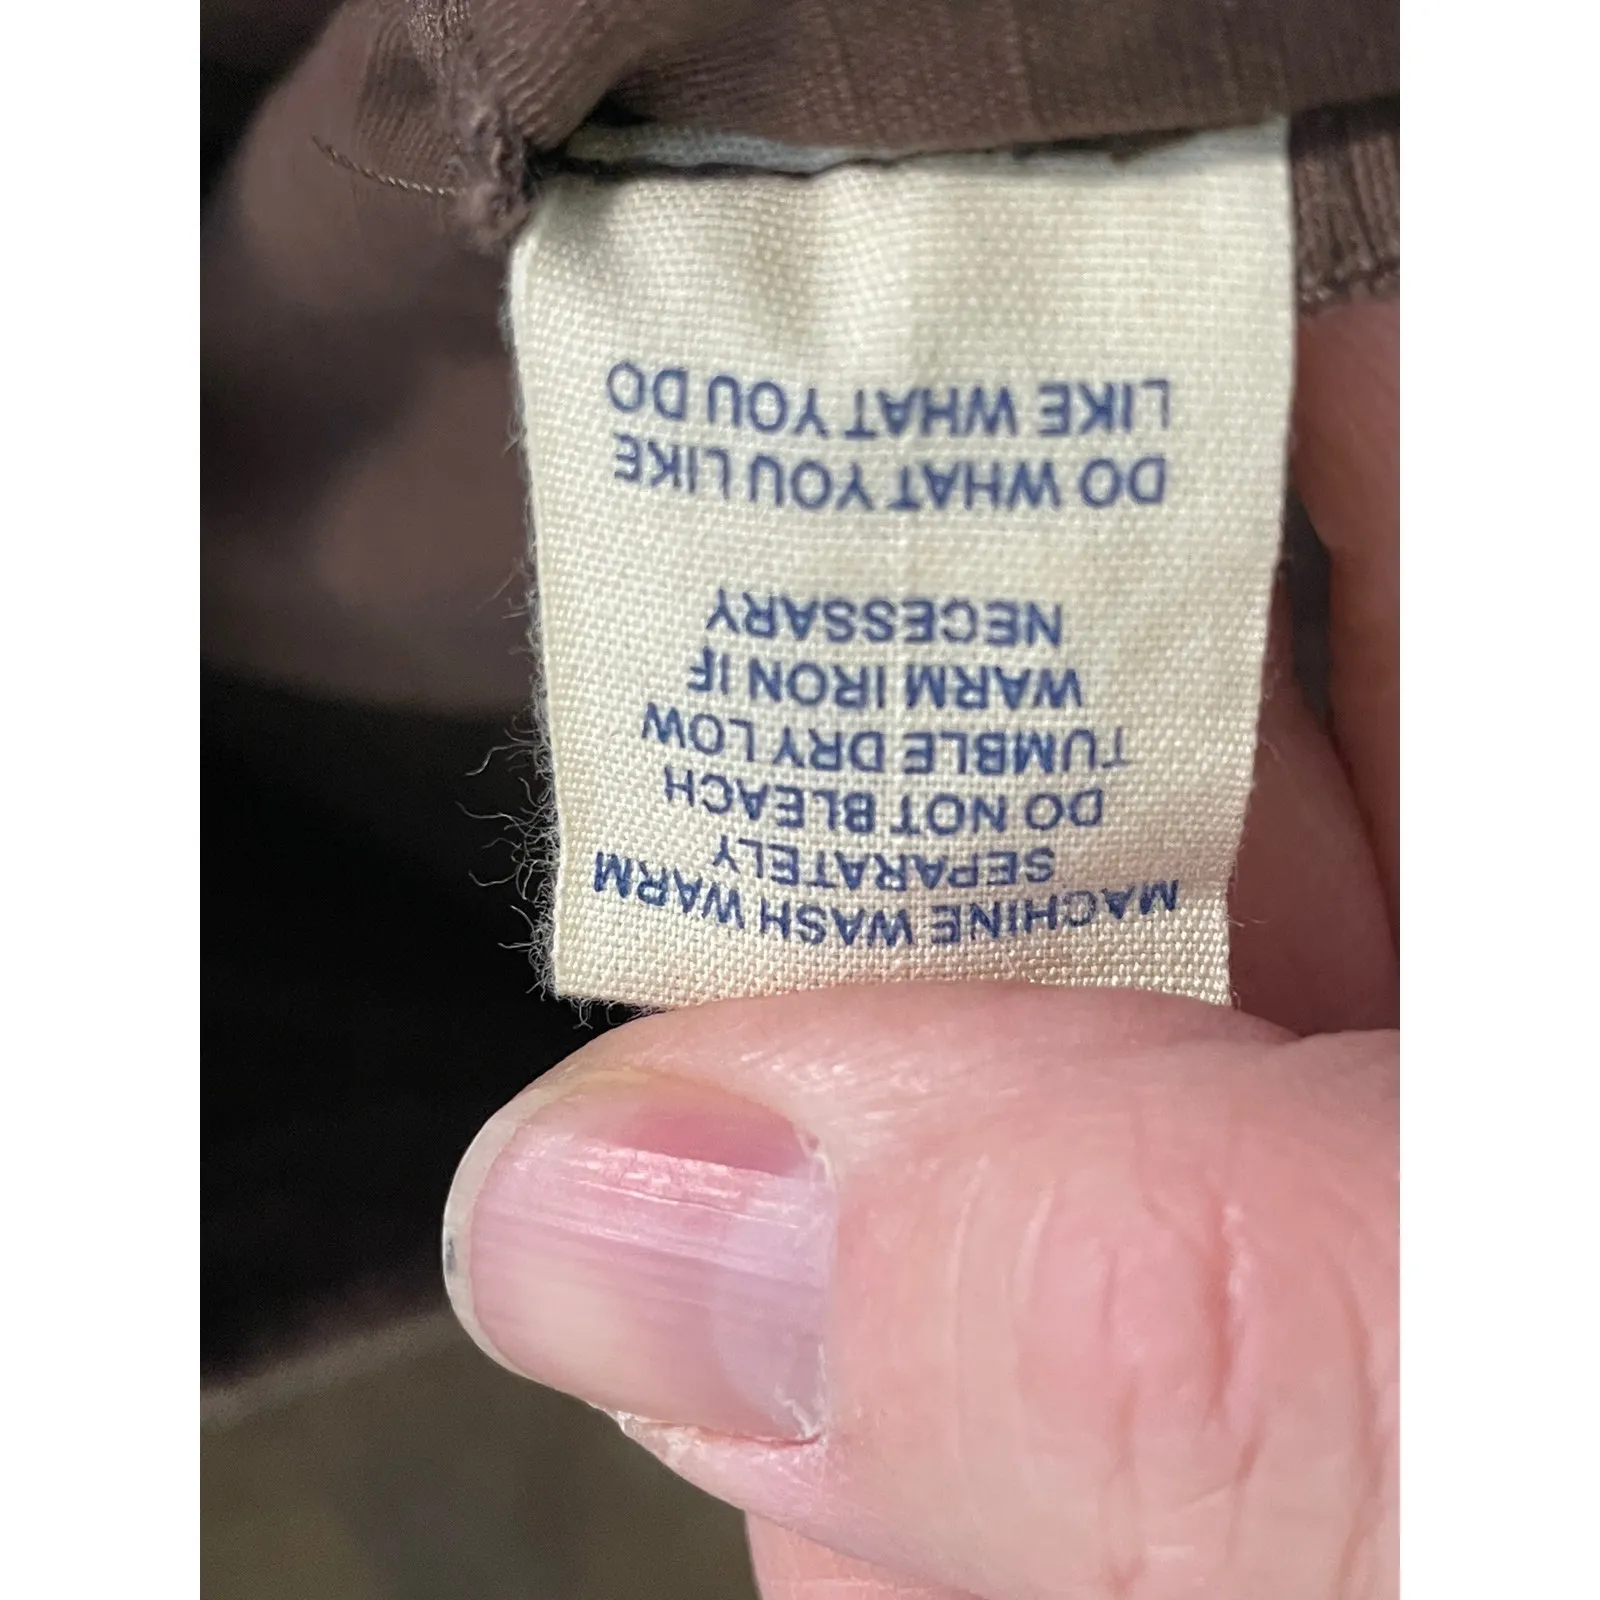 MACHINE WASH WARM
SEPARATELY
DO NOT BLEACH
TUMBLE DRY LOW
WARM IRON IF
NECESSARY
DO WHAT YOU LIKE
LIKE WHAT YOU DO